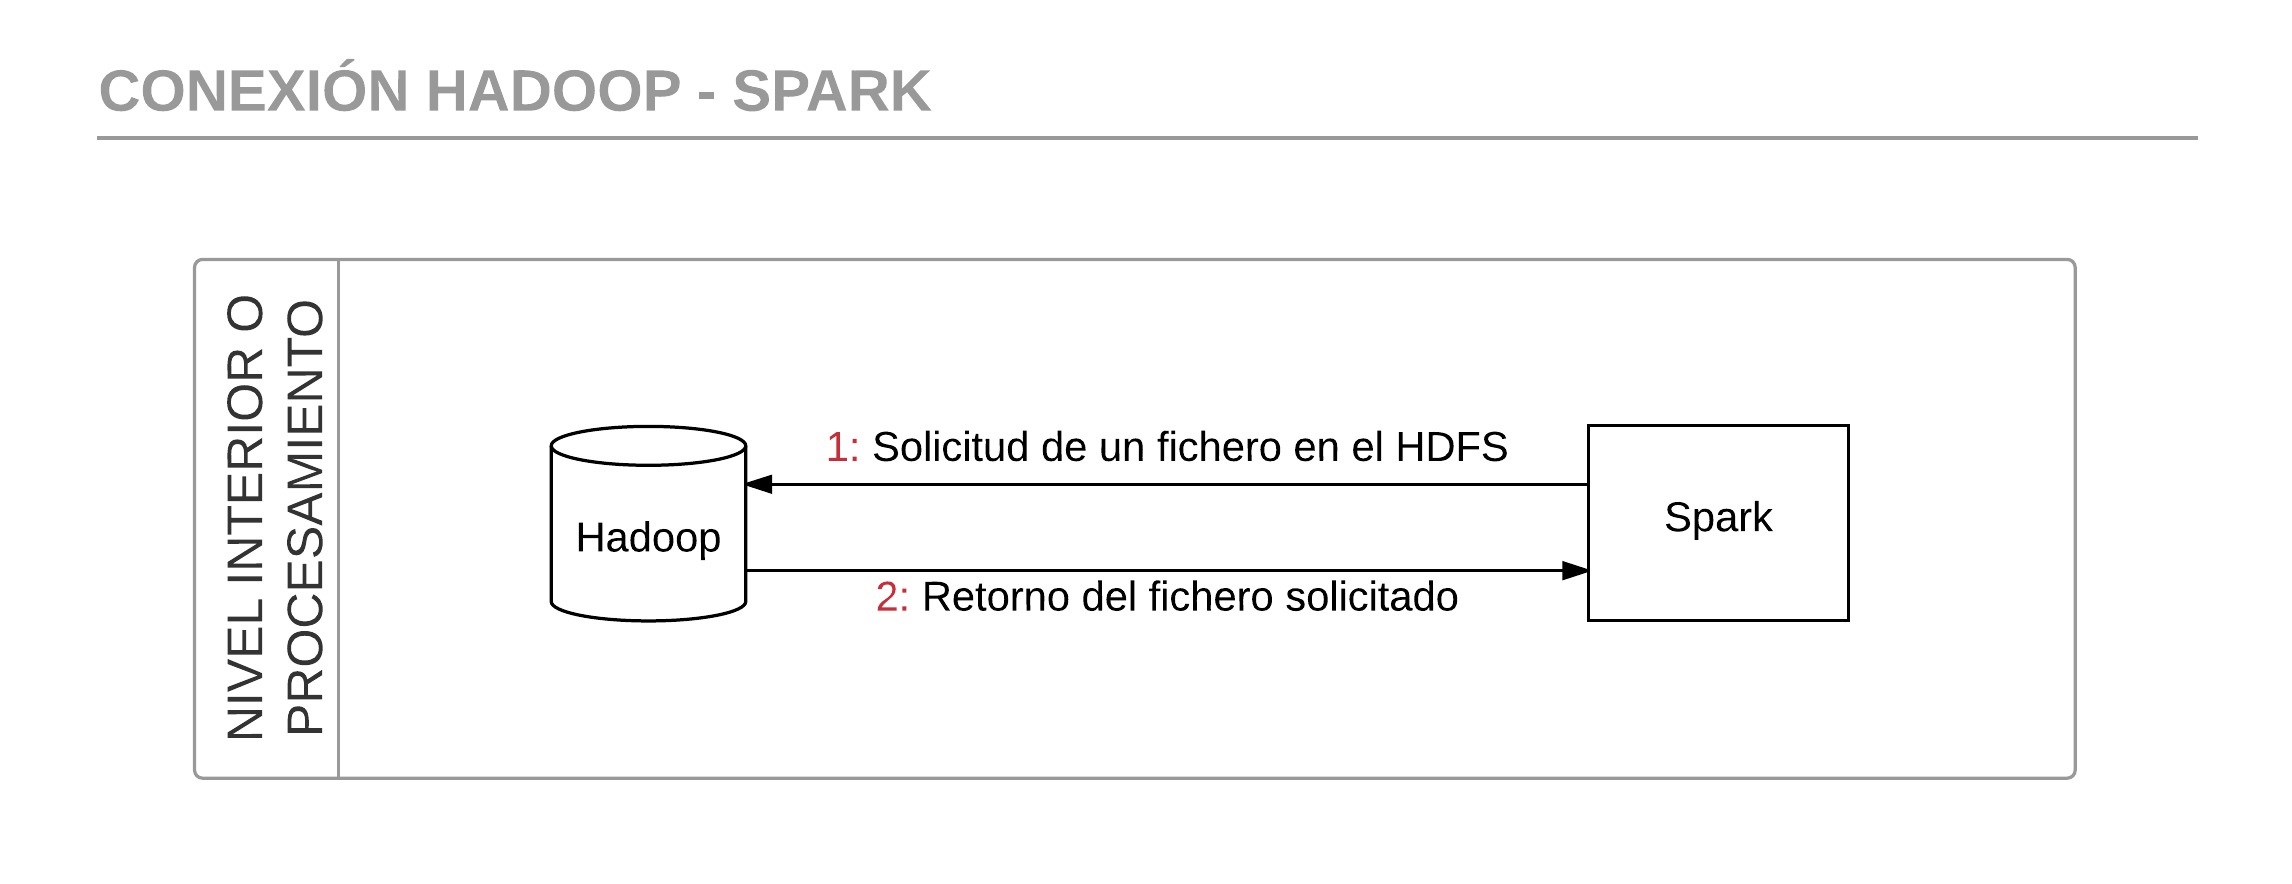 CONEXIÓN HADOOP - SPARK
NIVEL INTERIOR O
PROCESAMIENTO
1: Solicitud de un fichero en el HDFS
Hadoop
Spark
2: Retorno del fichero solicitado